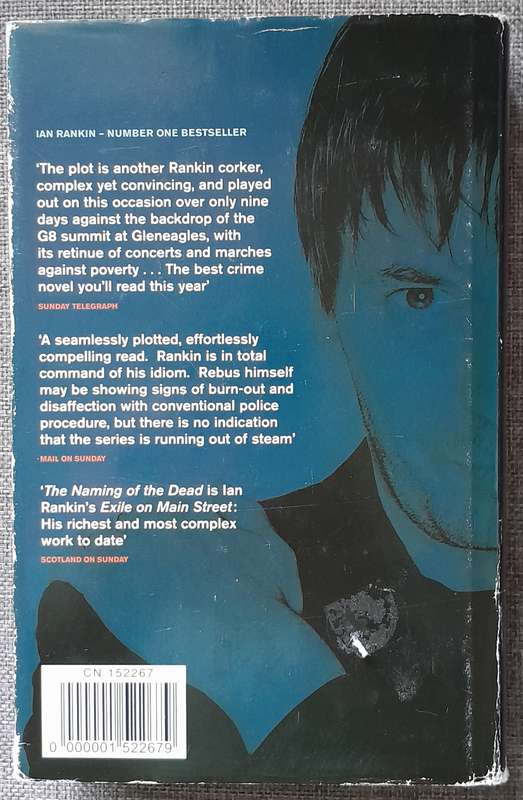 IAN RANKIN – NUMBER ONE BESTSELLER
‘The plot is another Rankin corker,
complex yet convincing, and played
out on this occasion over only nine
days against the backdrop of the
G8 summit at Gleneagles, with
its retinue of concerts and marches
against poverty . . . The best crime
novel you’ll read this year’
SUNDAY TELEGRAPH
‘A seamlessly plotted, effortlessly
compelling read. Rankin is in total
command of his idiom. Rebus himself
may be showing signs of burn-out and
disaffection with conventional police
procedure, but there is no indication
that the series is running out of steam’
MAIL ON SUNDAY
‘The Naming of the Dead is Ian
Rankin’s Exile on Main Street:
His richest and most complex
work to date’
SCOTLAND ON SUNDAY
CN 152267
0 000001 522679